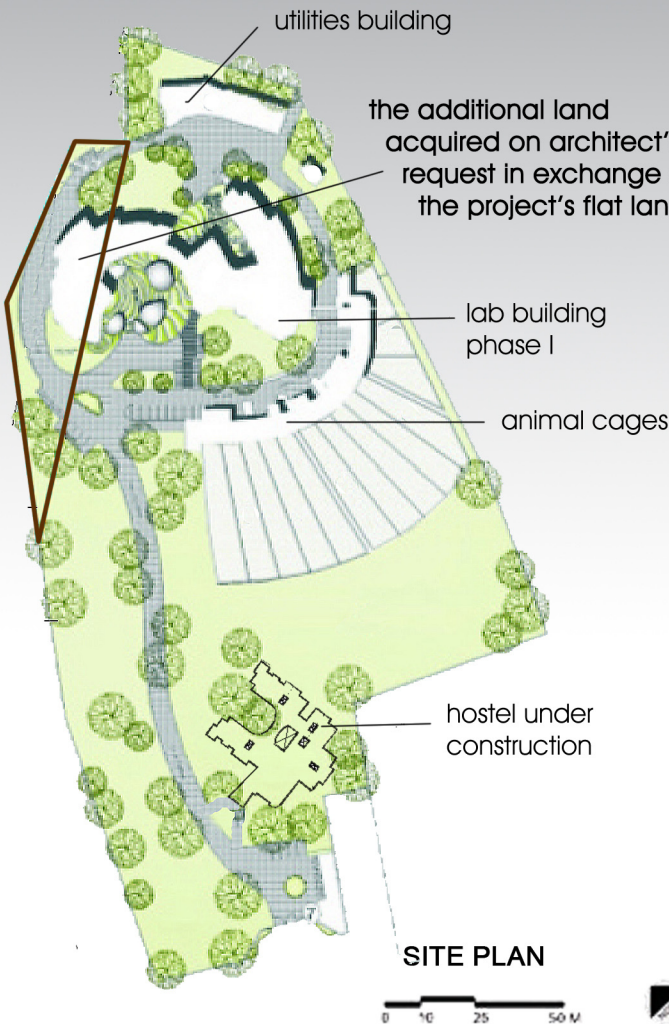 utilities building
the additional land
acquired on architect'
request in exchange
the project's flat lan
lab building
phase I
animal cages
hostel under
construction
SITE PLAN
0 10 25 50 M